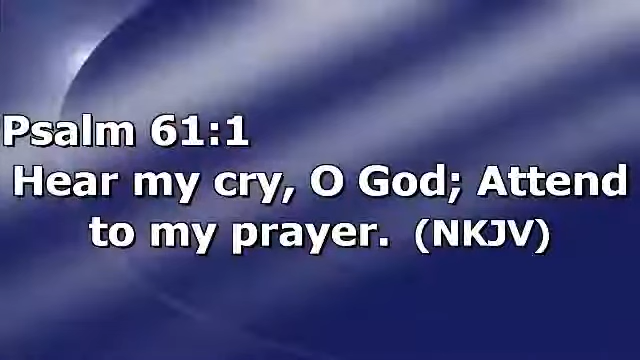 Psalm 61:1
Hear my cry, O God; Attend
to my prayer. (NKJV)